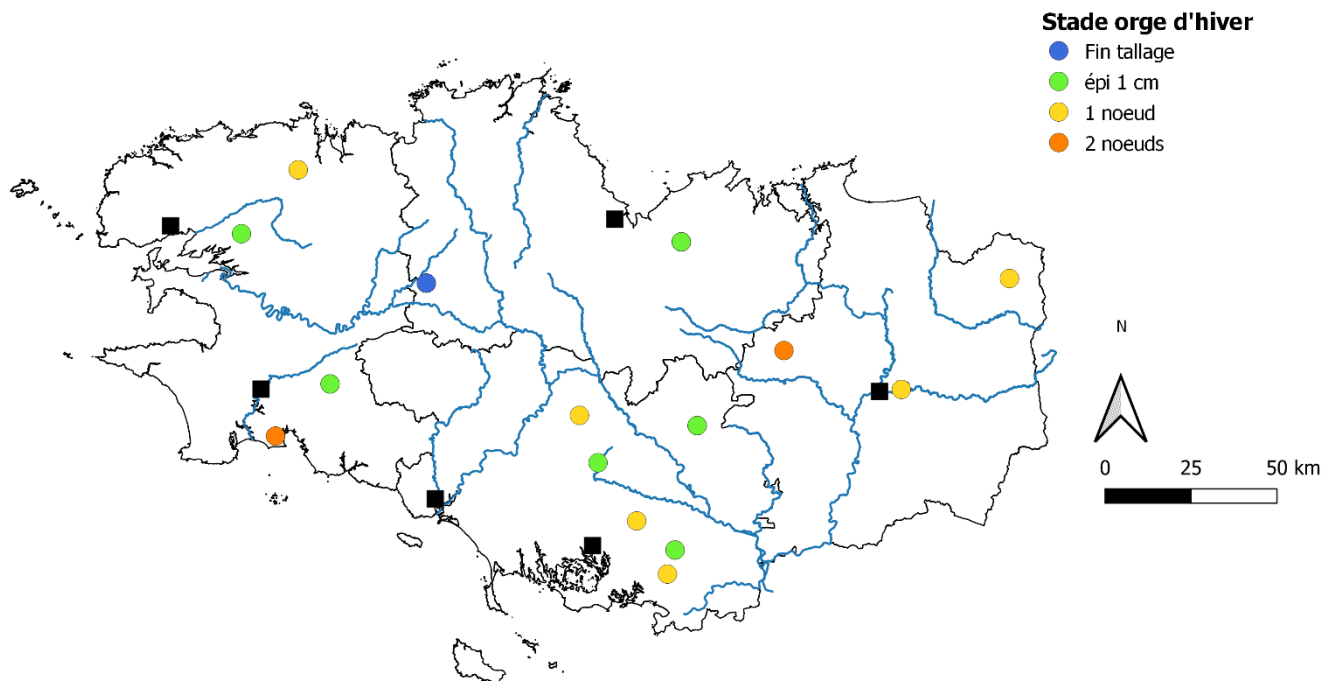 Stade orge d'hiver
Fin tallage
épi 1 cm
1 noeud
2 noeuds
N
0 25 50 km